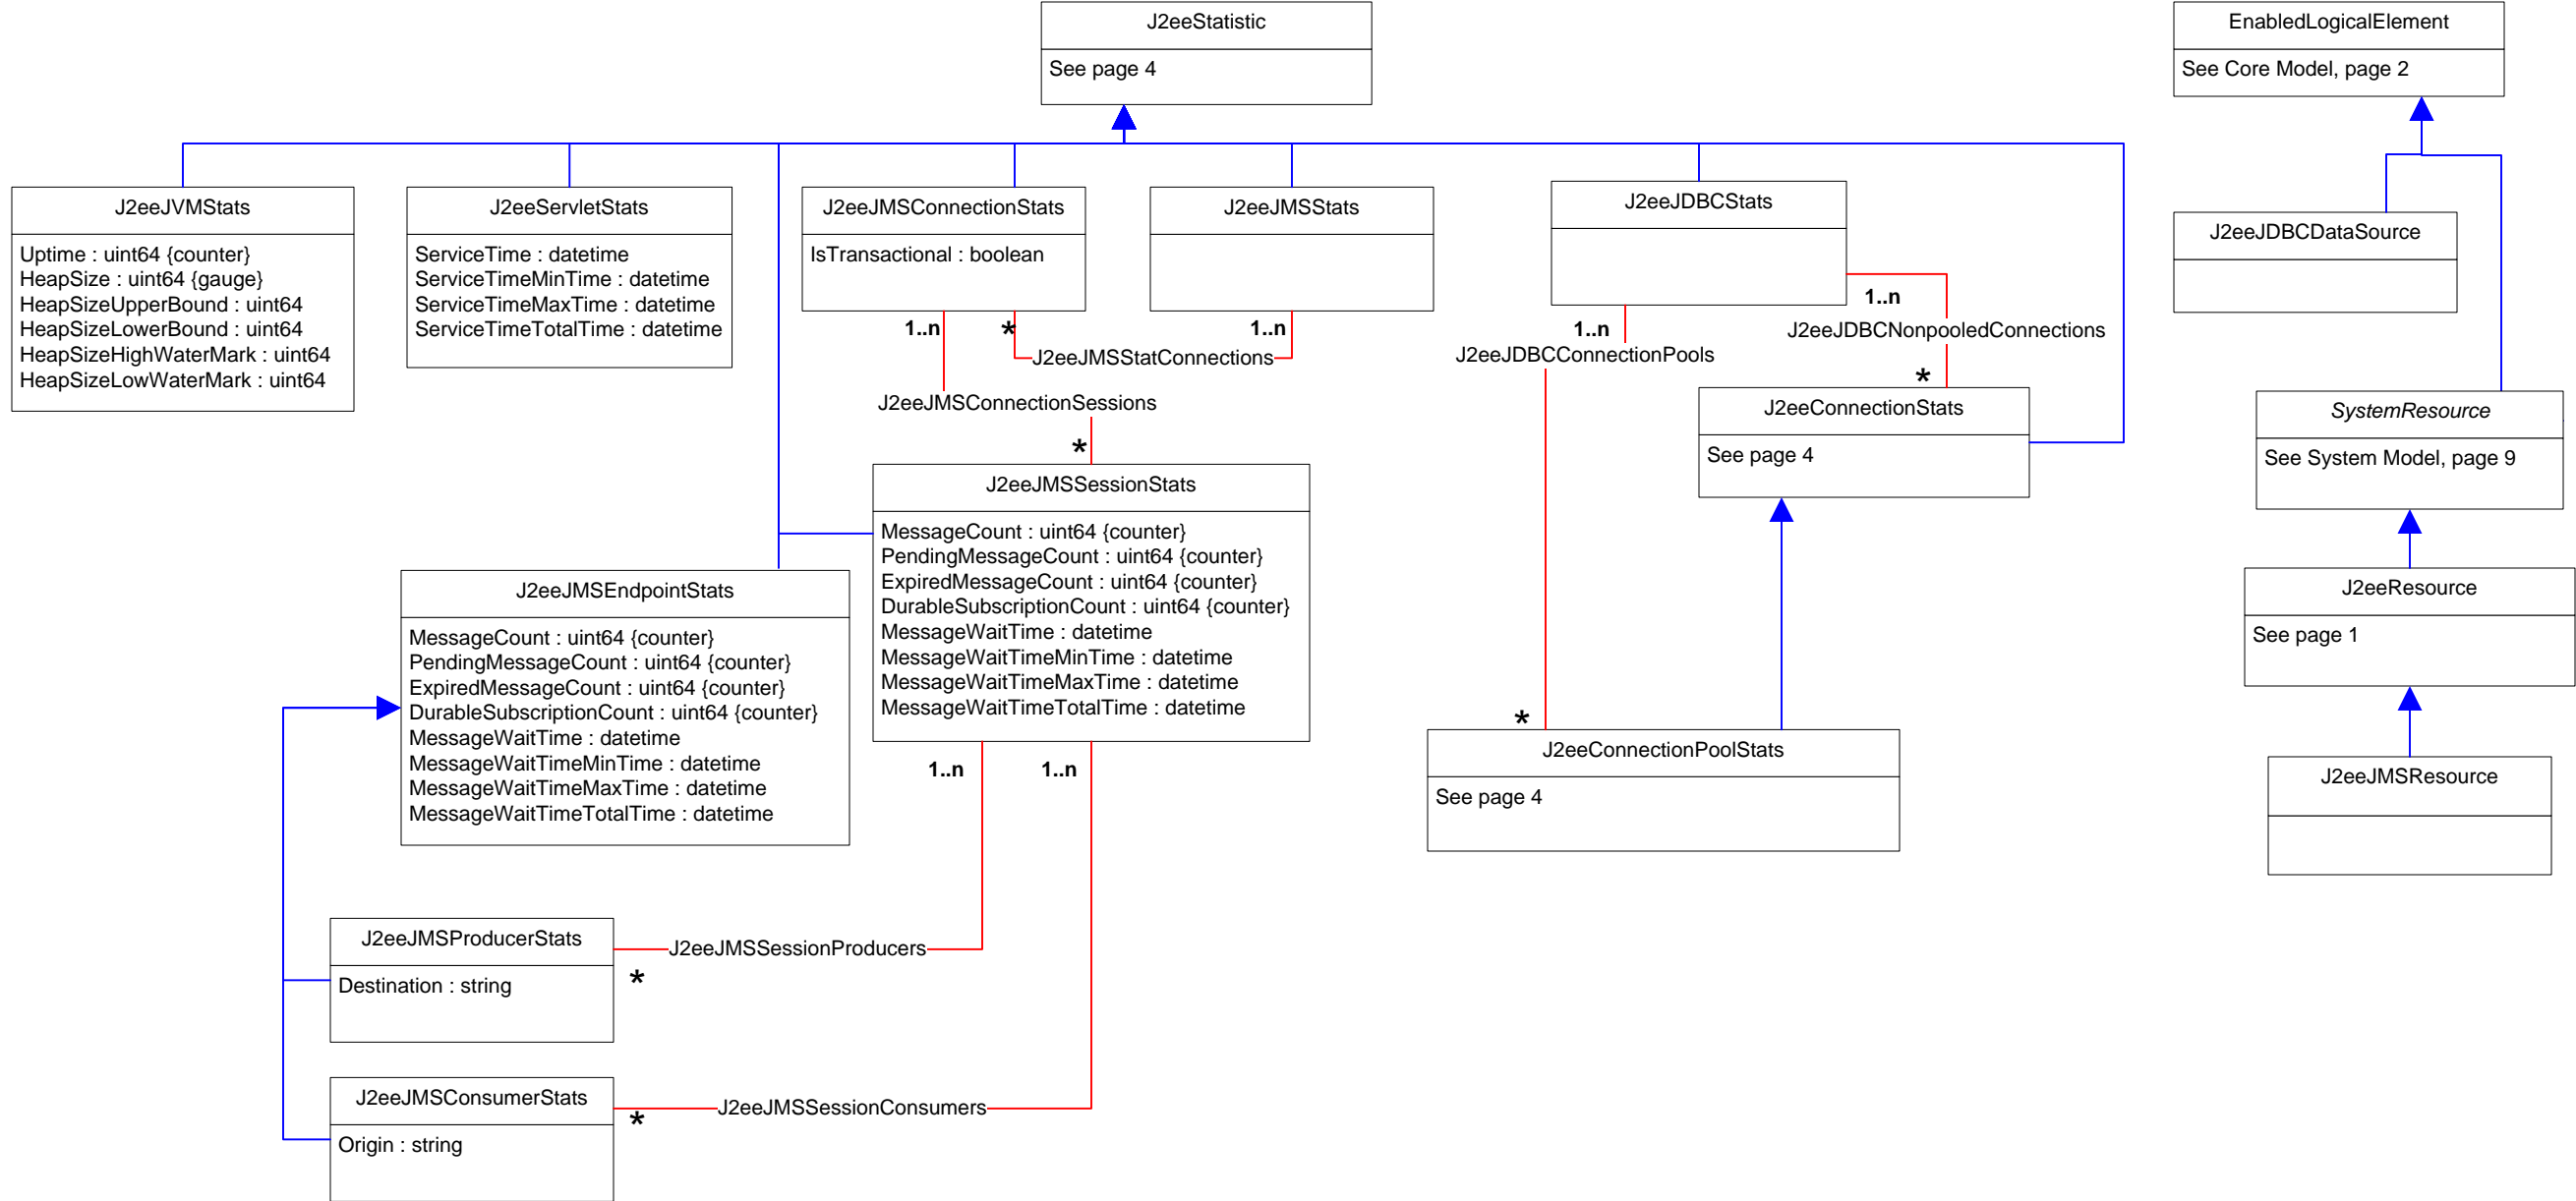 J2eeStatistic
See page 4
EnabledLogicalElement
See Core Model, page 2
J2eeJVMStats
Uptime : uint64 {counter}
HeapSize : uint64 {gauge}
HeapSizeUpperBound : uint64
HeapSizeLowerBound : uint64
HeapSizeHighWaterMark : uint64
HeapSizeLowWaterMark : uint64
J2eeServletStats
ServiceTime : datetime
ServiceTimeMinTime : datetime
ServiceTimeMaxTime : datetime
ServiceTimeTotalTime : datetime
J2eeJMSConnectionStats
IsTransactional : boolean
J2eeJMSStats
J2eeJDBCStats
J2eeJDBCDataSource
1..n
*
1..n
J2eeJMSStatConnections
1..n
J2eeJDBCConnectionPools
1..n
J2eeJDBCNonpooledConnections
*
J2eeJMSConnectionSessions
*
J2eeConnectionStats
See page 4
SystemResource
See System Model, page 9
J2eeJMSSessionStats
MessageCount : uint64 {counter}
PendingMessageCount : uint64 {counter}
ExpiredMessageCount : uint64 {counter}
DurableSubscriptionCount : uint64 {counter}
MessageWaitTime : datetime
MessageWaitTimeMinTime : datetime
MessageWaitTimeMaxTime : datetime
MessageWaitTimeTotalTime : datetime
J2eeJMSEndpointStats
MessageCount : uint64 {counter}
PendingMessageCount : uint64 {counter}
ExpiredMessageCount : uint64 {counter}
DurableSubscriptionCount : uint64 {counter}
MessageWaitTime : datetime
MessageWaitTimeMinTime : datetime
MessageWaitTimeMaxTime : datetime
MessageWaitTimeTotalTime : datetime
J2eeResource
See page 1
*
J2eeConnectionPoolStats
See page 4
J2eeJMSResource
1..n
1..n
J2eeJMSProducerStats
Destination : string
J2eeJMSSessionProducers
*
J2eeJMSConsumerStats
Origin : string
J2eeJMSSessionConsumers
*